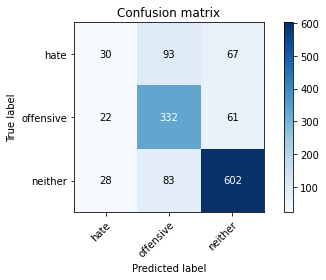 Confusion matrix
True label
hate 30 93 67
offensive 22 332 61
neither 28 83 602
hate offensive neither
Predicted label
600
500
400
300
200
100